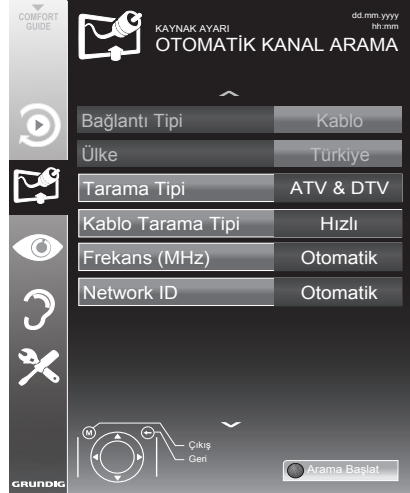 COMFORT
GUIDE
KAYNAK AYARI
OTOMATİK KANAL ARAMA
dd.mm.yyyy
hh:mm
Bağlantı Tipi Kablo
Ülke Türkiye
Tarama Tipi ATV & DTV
Kablo Tarama Tipi Hızlı
Frekans (MHz) Otomatik
Network ID Otomatik
M
Çıkış
Geri
Arama Başlat
GRUNDIG